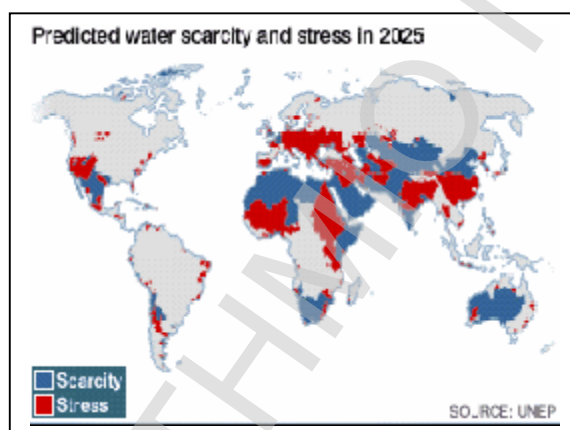 Predicted water scarcity and stress in 2025
Scarcity
Stress
SOURCE: UNEP